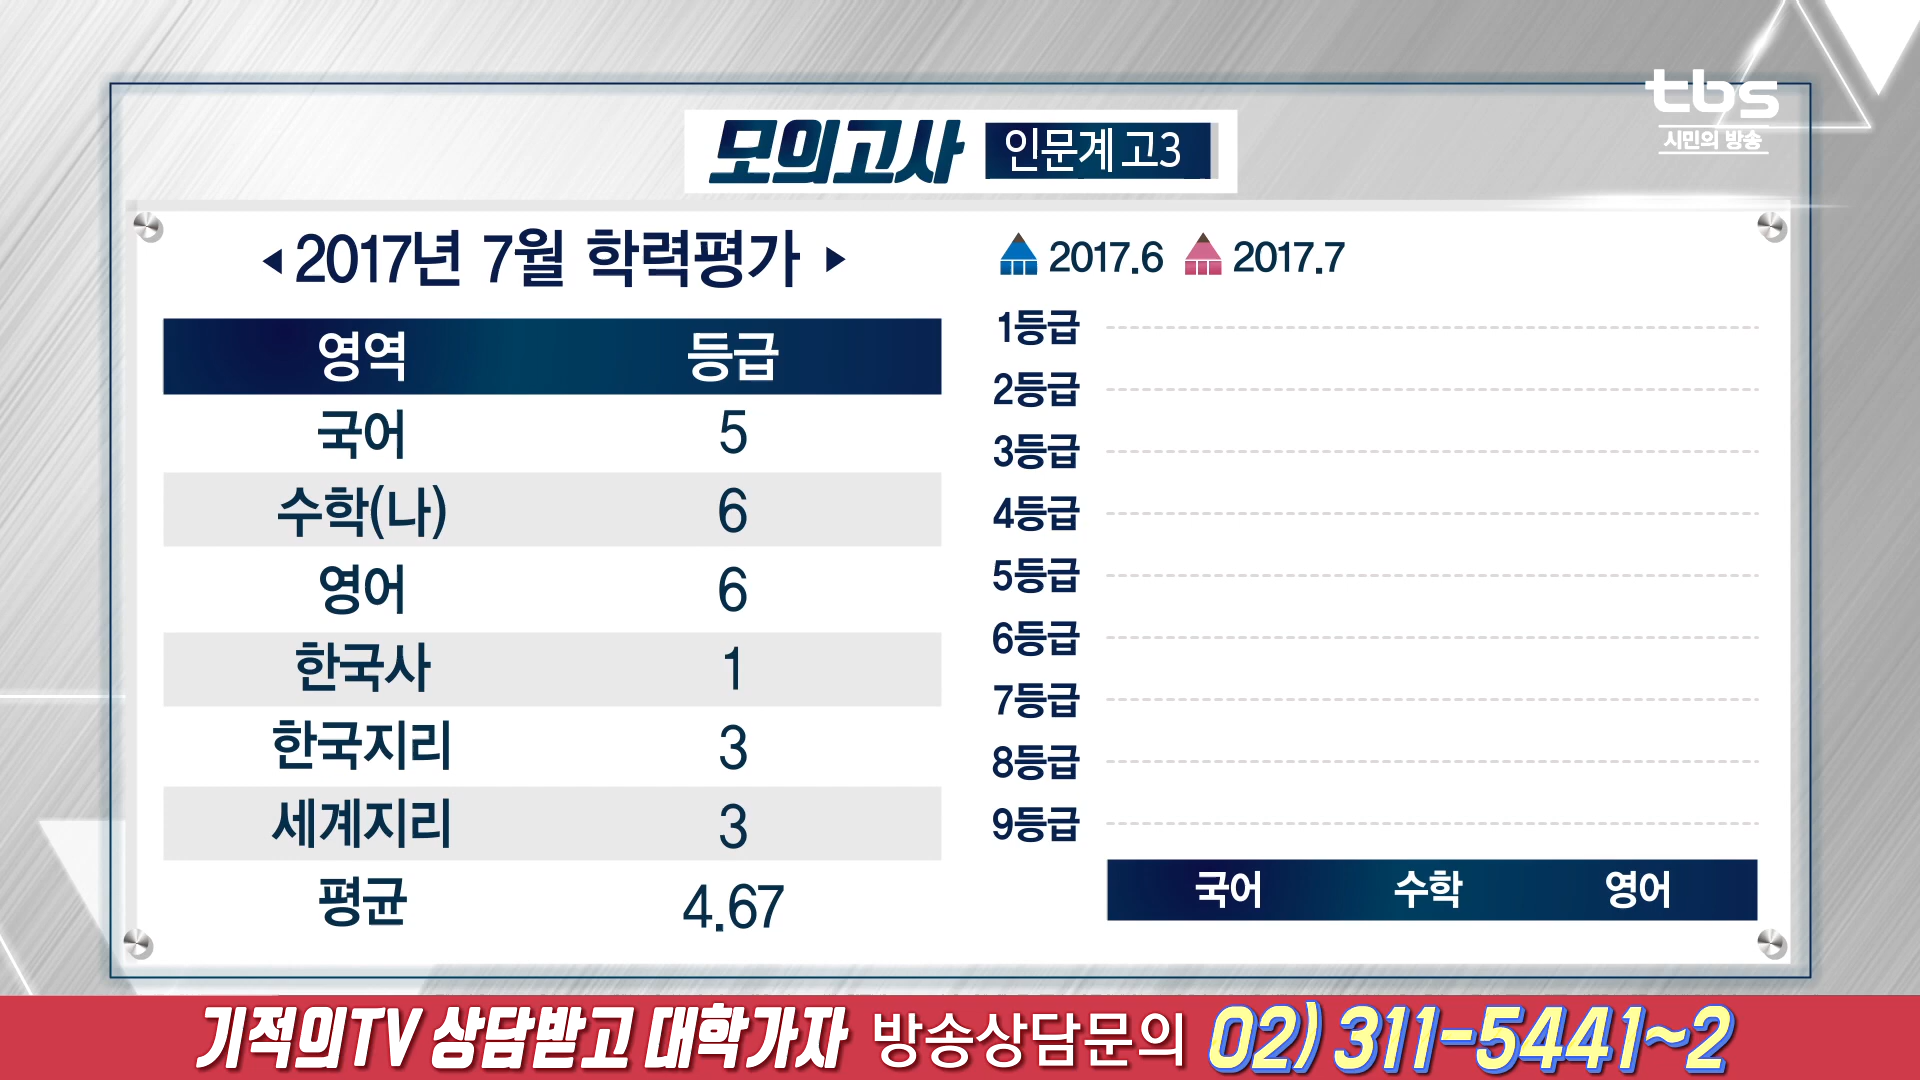 모의고사 인문계 고3
tbs
시민의 방송
◀ 2017년 7월 학력평가 ▶
영역 등급
국어 5
수학(나) 6
영어 6
한국사 1
한국지리 3
세계지리 3
평균 4.67
2017.6 2017.7
1등급
2등급
3등급
4등급
5등급
6등급
7등급
8등급
9등급
국어 수학 영어
기적의TV 상담받고 대학가자 방송상담문의 02) 311-5441~2